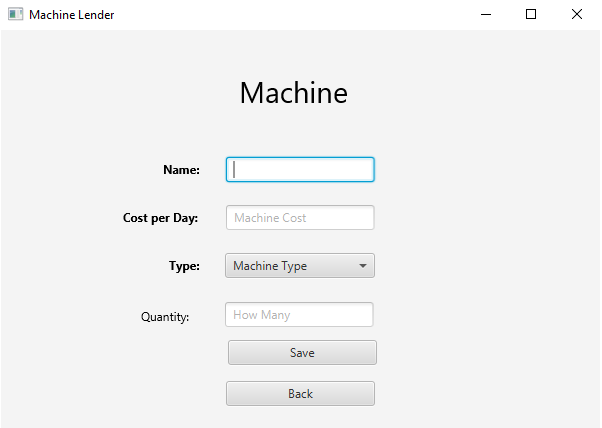 Machine Lender
Machine
Name:
Cost per Day: Machine Cost
Type: Machine Type
Quantity: How Many
Save
Back